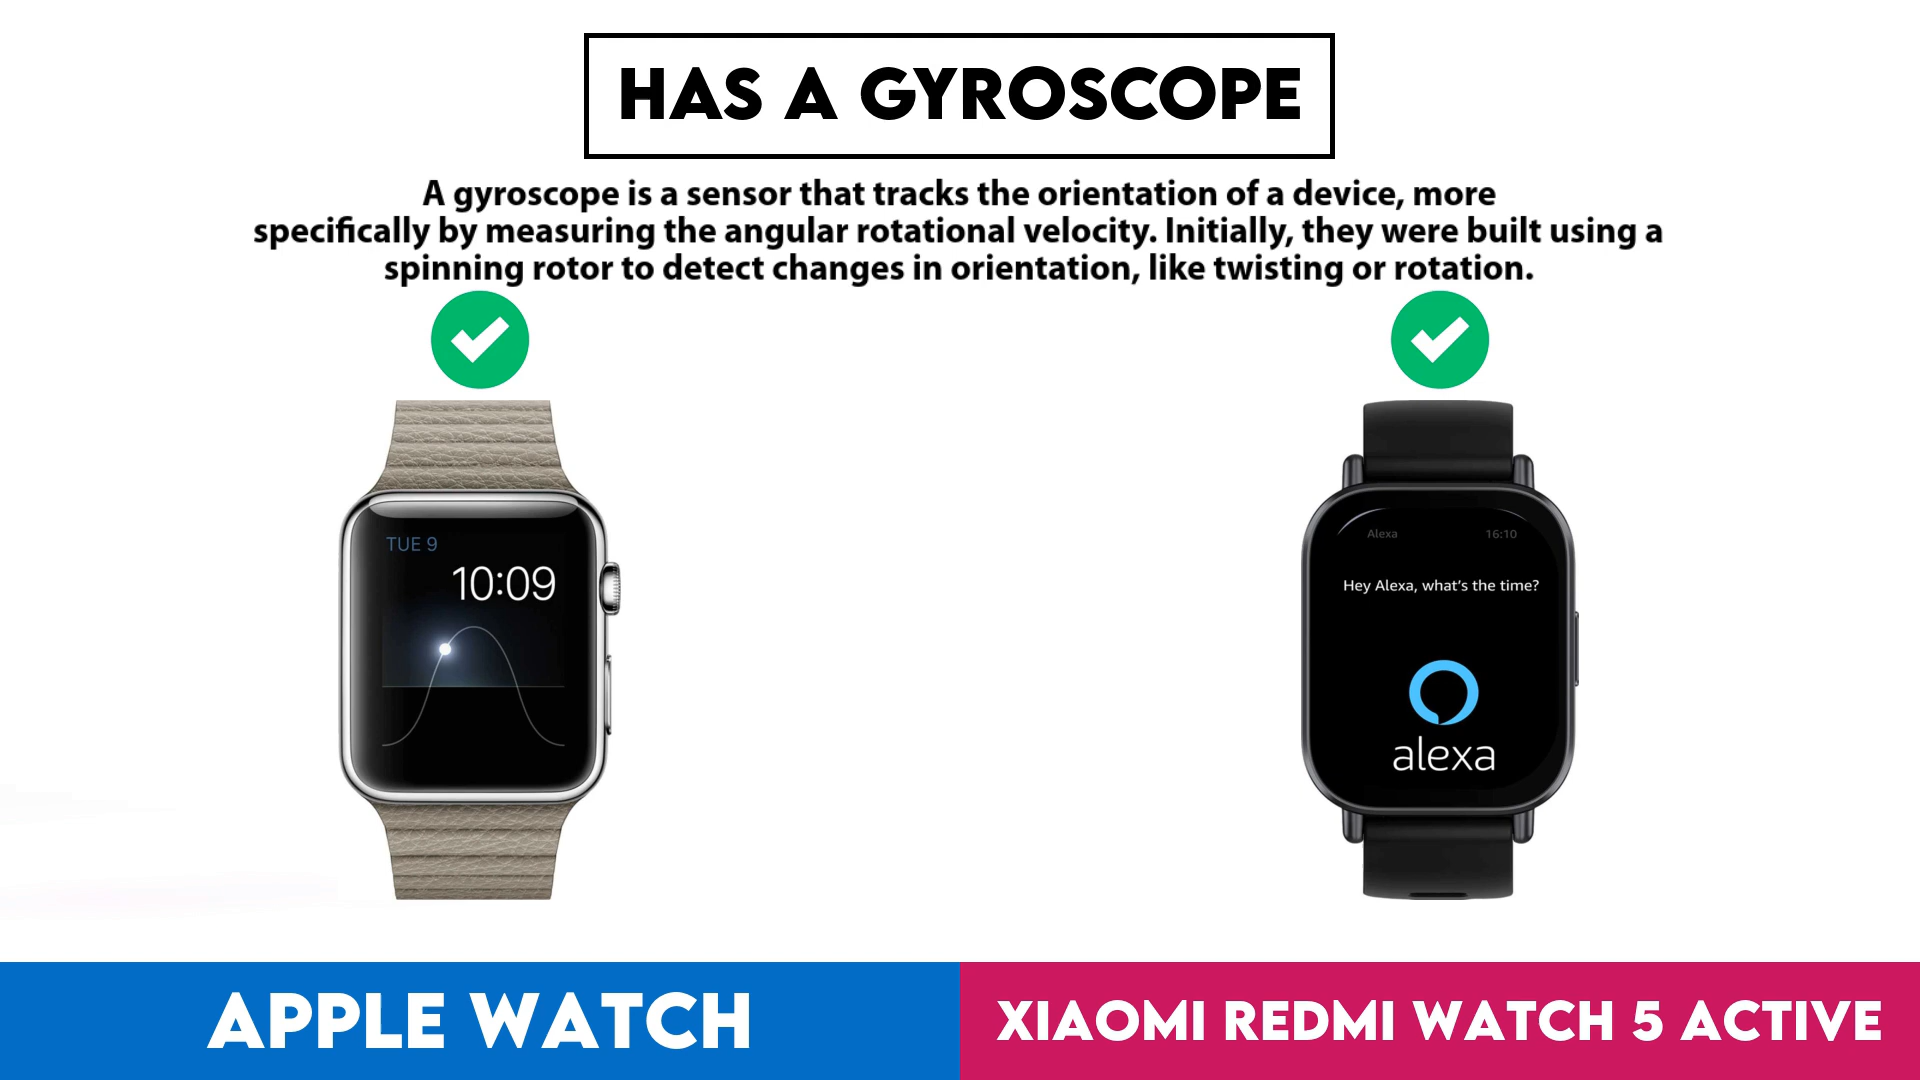 HAS A GYROSCOPE
A gyroscope is a sensor that tracks the orientation of a device, more
specifically by measuring the angular rotational velocity. Initially, they were built using a
spinning rotor to detect changes in orientation, like twisting or rotation.
TUE 9
10:09
Alexa 16:10
Hey Alexa, what's the time?
alexa
APPLE WATCH
XIAOMI REDMI WATCH 5 ACTIVE